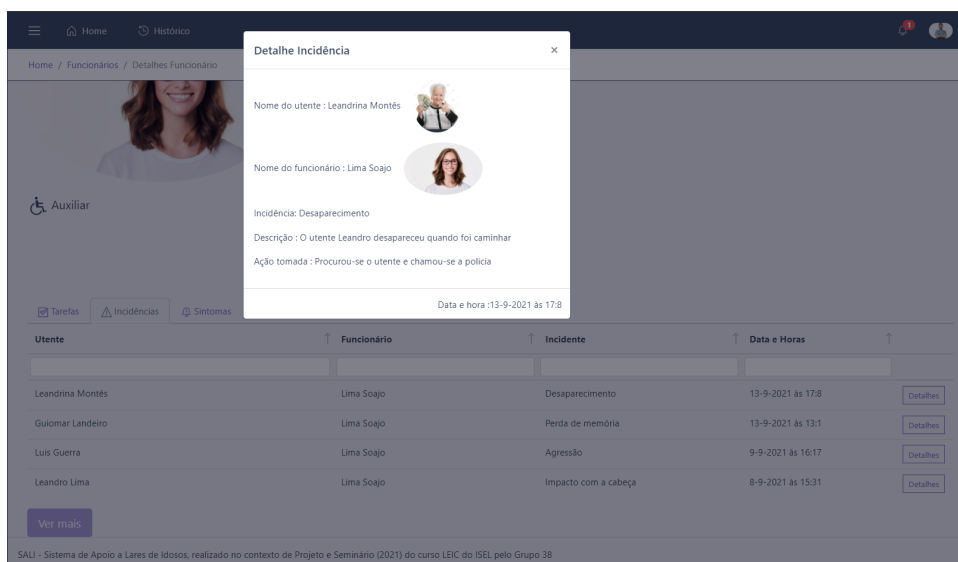 Home Histórico 1
Home / Funcionários / Detalhes Funcionário
Detalhe Incidência ×
Nome do utente : Leandrina Montês
Nome do funcionário : Lima Soajo
Incidência: Desaparecimento
Descrição : O utente Leandro desapareceu quando foi caminhar
Ação tomada : Procurou-se o utente e chamou-se a policia
Data e hora :13-9-2021 às 17:8
Auxiliar
Tarefas Incidências Sintomas
Utente ↑ Funcionário ↑ Incidente ↑ Data e Horas ↑
Leandrina Montês Lima Soajo Desaparecimento 13-9-2021 às 17:8 Detalhes
Guiomar Landeiro Lima Soajo Perda de memória 13-9-2021 às 13:1 Detalhes
Luis Guerra Lima Soajo Agressão 9-9-2021 às 16:17 Detalhes
Leandro Lima Lima Soajo Impacto com a cabeça 8-9-2021 às 15:31 Detalhes
Ver mais
SALI - Sistema de Apoio a Lares de Idosos, realizado no contexto de Projeto e Seminário (2021) do curso LEIC do ISEL pelo Grupo 38